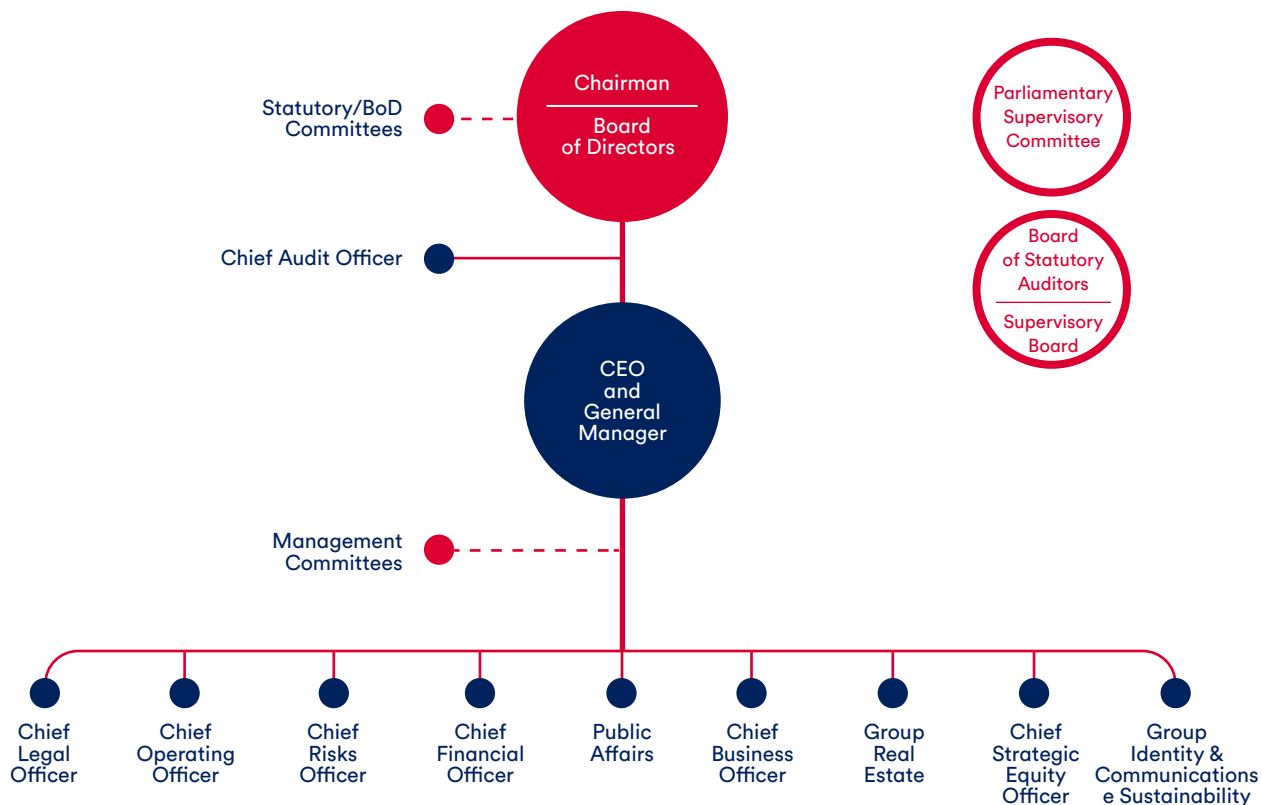 Chairman
Board
of Directors
Statutory/BoD
Committees
Parliamentary
Supervisory
Committee
Board
of Statutory
Auditors
Supervisory
Board
Chief Audit Officer
CEO
and
General
Manager
Management
Committees
Chief
Legal
Officer
Chief
Operating
Officer
Chief
Risks
Officer
Chief
Financial
Officer
Public
Affairs
Chief
Business
Officer
Group
Real
Estate
Chief
Strategic
Equity
Officer
Group
Identity &
Communications
e Sustainability